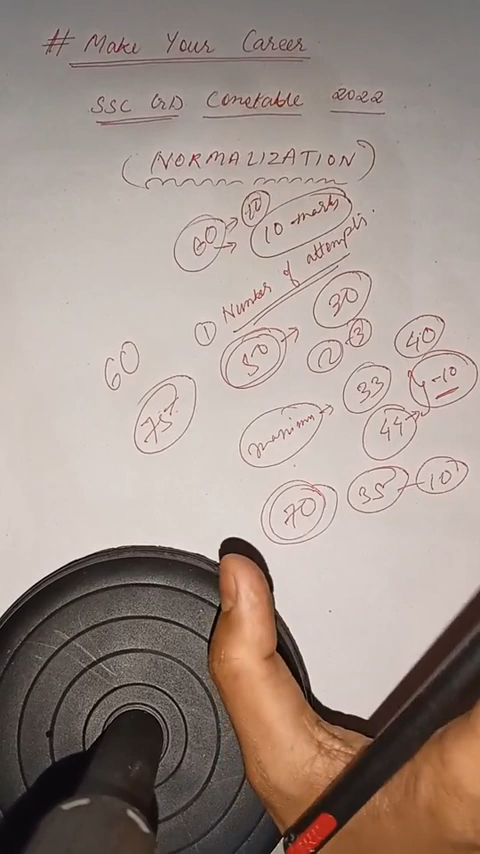 # Make Your Career
SSC GD Constable 2022
(NORMALIZATION)
60 → 10
→ 10 marks
① Number of attempts.
50 → 30
2 3
60
75%
40
maximum → 33
44 → -10
70
35 - 10